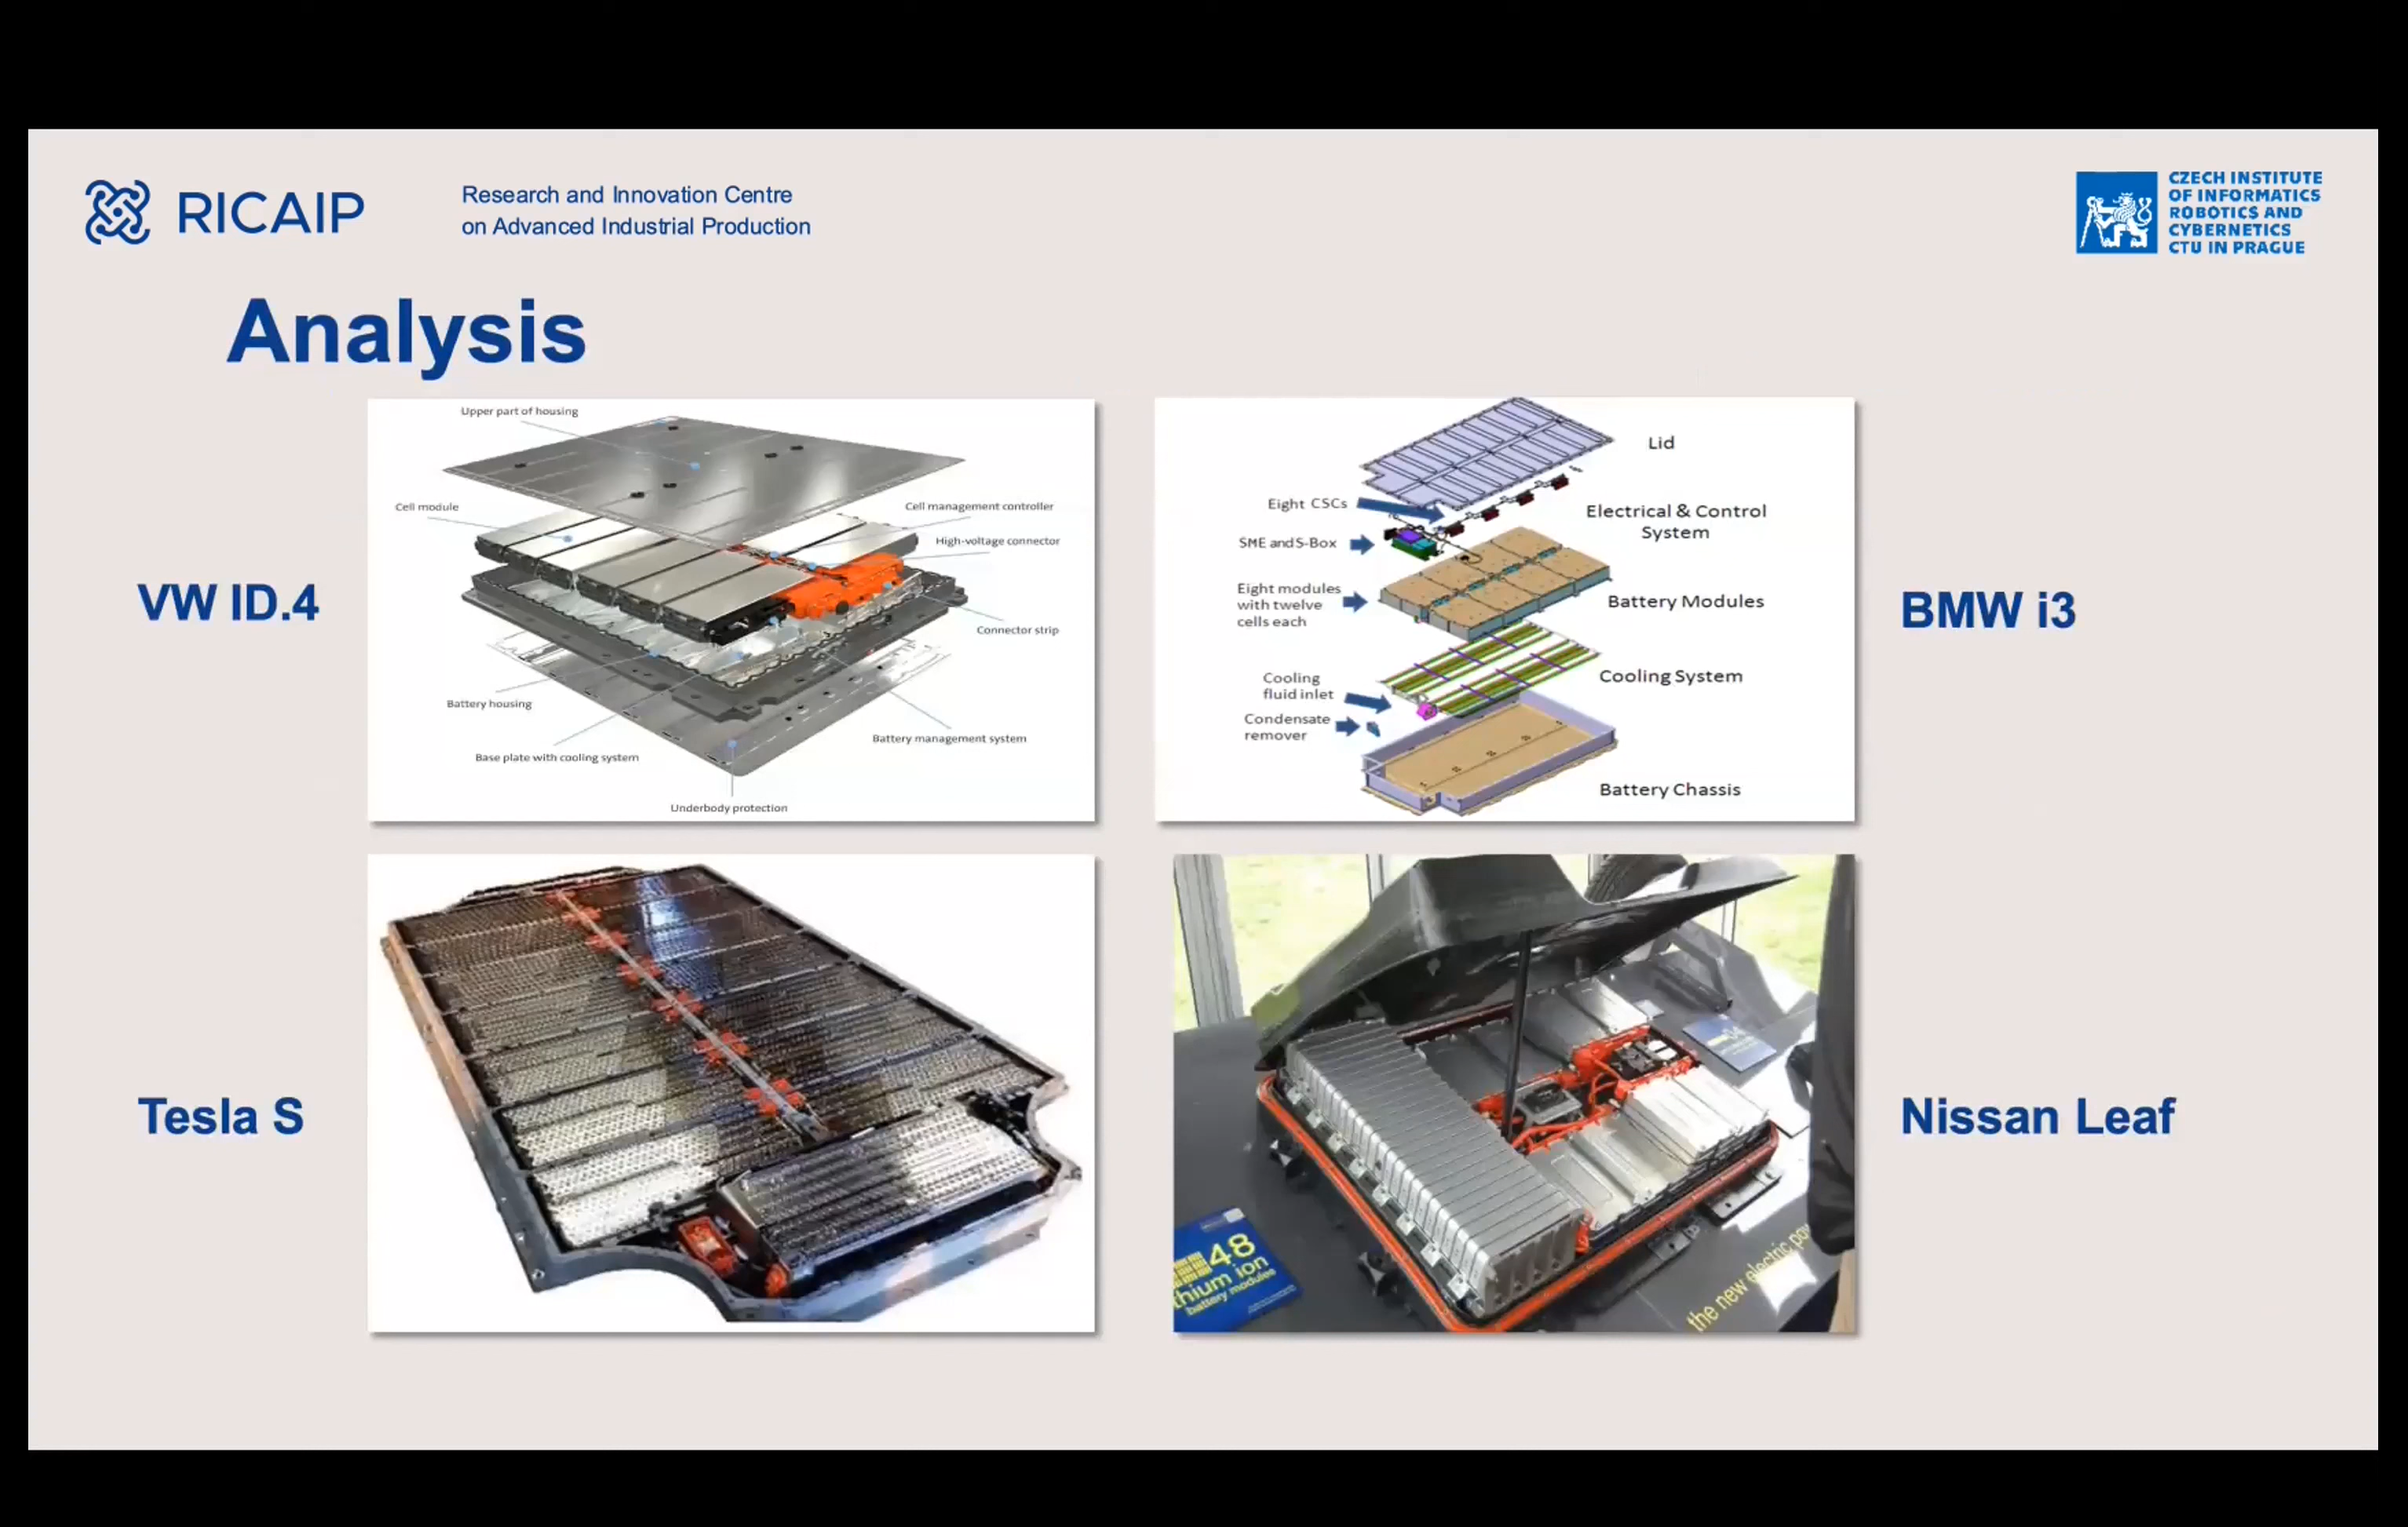 RICAIP
Research and Innovation Centre
on Advanced Industrial Production
CZECH INSTITUTE
OF INFORMATICS
ROBOTICS AND
CYBERNETICS
CTU IN PRAGUE
Analysis
VW ID.4
Upper part of housing
Cell module
Cell management controller
High-voltage connector
Connector strip
Battery housing
Battery management system
Base plate with cooling system
Underbody protection
Lid
Eight CSCs
Electrical & Control
System
SME and S-Box
Eight modules
with twelve
cells each
Battery Modules
Cooling System
Cooling
fluid inlet
Condensate
remover
Battery Chassis
BMW i3
Tesla S
48
thium ion
battery modules
the new electric po
Nissan Leaf